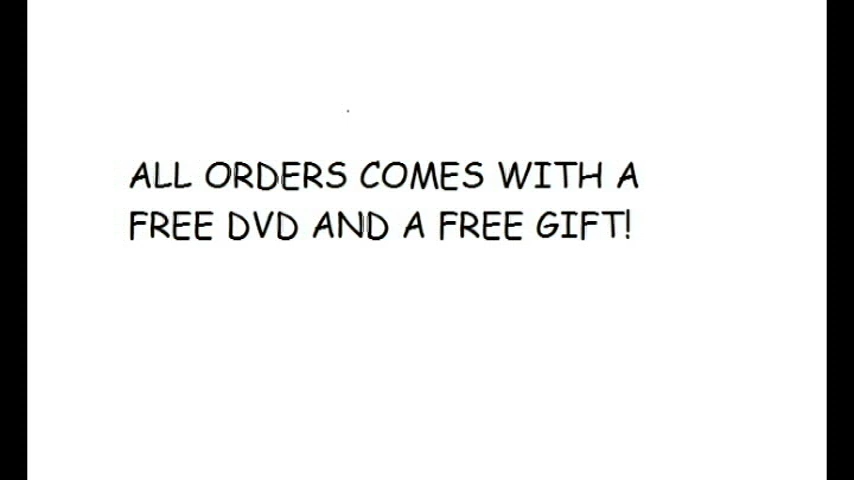 ALL ORDERS COMES WITH A
FREE DVD AND A FREE GIFT!